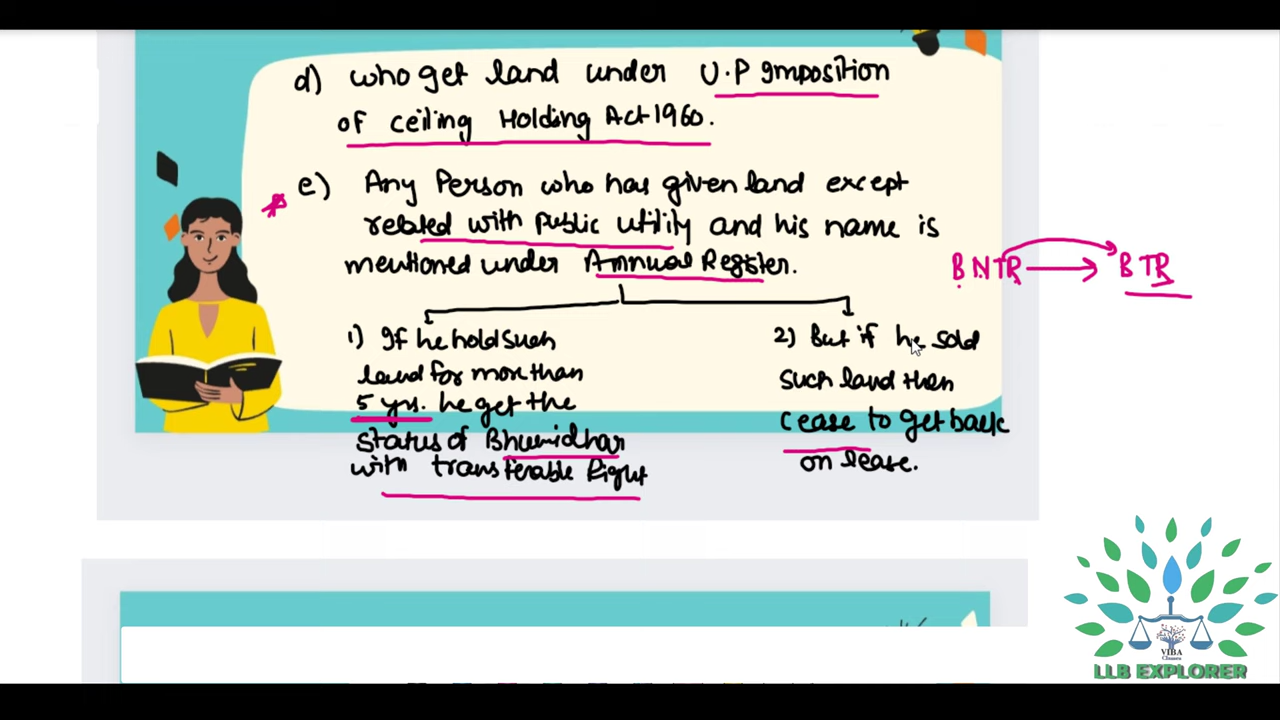 d) who get land under U.P Imposition
of ceiling Holding Act 1960.
e) Any Person who has given land except
related with public utility and his name is
mentioned under Annual Register.
BNTR → BTR
1) If he hold such
land for more than
5 yrs. he get the
status of Bhumidhar
with transferable Right
2) But if he sold
such land then
cease to get back
on lease.
VIBA
Classes
LLB EXPLORER